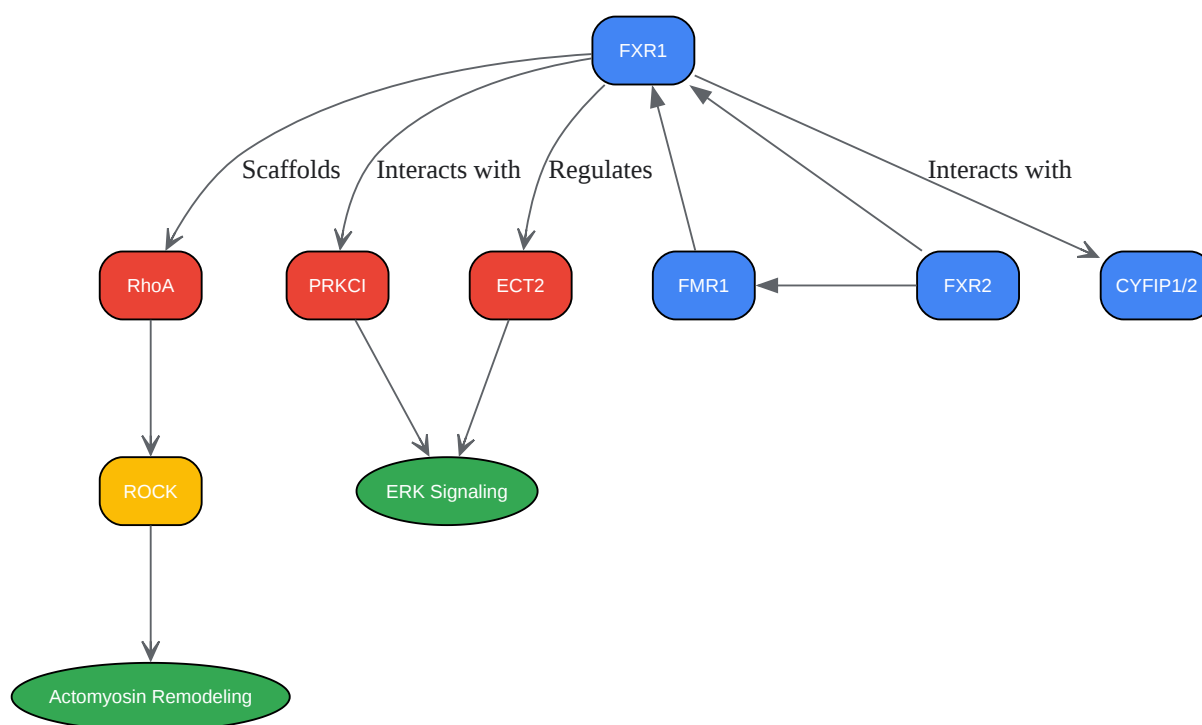 FXR1
Scaffolds
Interacts with
Regulates
Interacts with
RhoA
PRKCI
ECT2
FMR1
FXR2
CYFIP1/2
ROCK
ERK Signaling
Actomyosin Remodeling